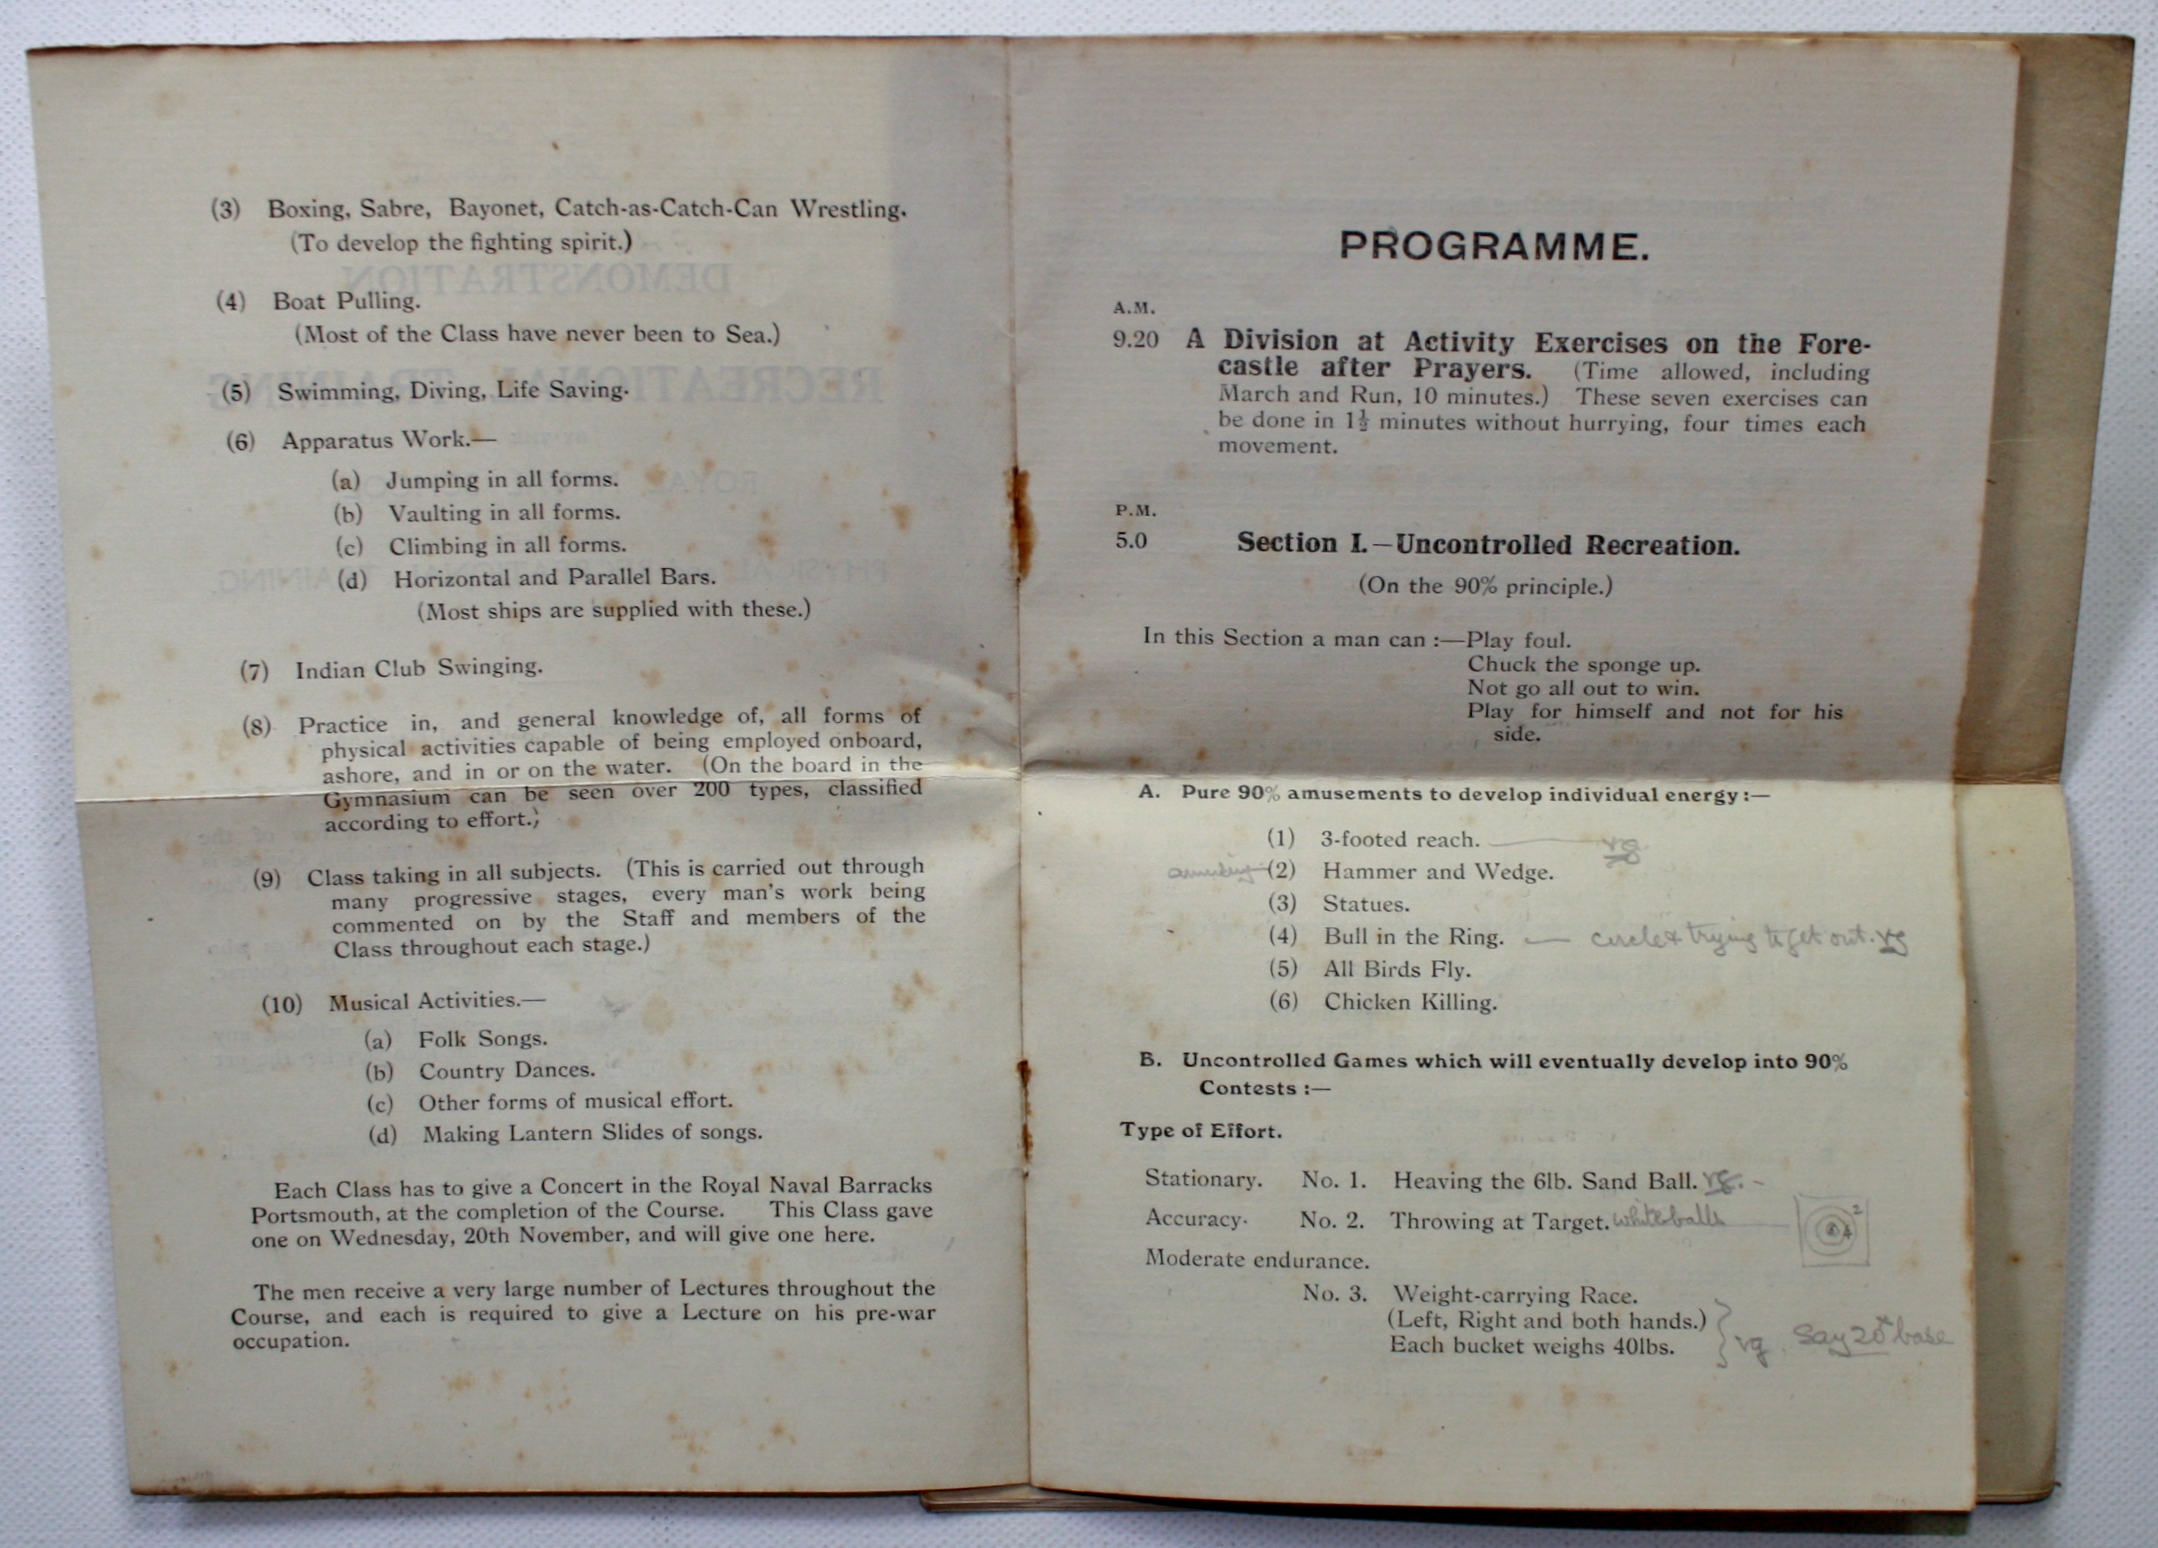 (3) Boxing, Sabre, Bayonet, Catch-as-Catch-Can Wrestling.
(To develop the fighting spirit.)
(4) Boat Pulling.
(Most of the Class have never been to Sea.)
(5) Swimming, Diving, Life Saving.
(6) Apparatus Work.—
(a) Jumping in all forms.
(b) Vaulting in all forms.
(c) Climbing in all forms.
(d) Horizontal and Parallel Bars.
(Most ships are supplied with these.)
(7) Indian Club Swinging.
(8) Practice in, and general knowledge of, all forms of
physical activities capable of being employed onboard,
ashore, and in or on the water. (On the board in the
Gymnasium can be seen over 200 types, classified
according to effort.)
(9) Class taking in all subjects. (This is carried out through
many progressive stages, every man's work being
commented on by the Staff and members of the
Class throughout each stage.)
(10) Musical Activities.—
(a) Folk Songs.
(b) Country Dances.
(c) Other forms of musical effort.
(d) Making Lantern Slides of songs.
Each Class has to give a Concert in the Royal Naval Barracks
Portsmouth, at the completion of the Course. This Class gave
one on Wednesday, 20th November, and will give one here.
The men receive a very large number of Lectures throughout the
Course, and each is required to give a Lecture on his pre-war
occupation.
PROGRAMME.
A.M.
9.20 A Division at Activity Exercises on the Fore-
castle after Prayers. (Time allowed, including
March and Run, 10 minutes.) These seven exercises can
be done in 1½ minutes without hurrying, four times each
movement.
P.M.
5.0 Section I.—Uncontrolled Recreation.
(On the 90% principle.)
In this Section a man can :—Play foul.
Chuck the sponge up.
Not go all out to win.
Play for himself and not for his
side.
A. Pure 90% amusements to develop individual energy :—
(1) 3-footed reach. vg
amusing (2) Hammer and Wedge.
(3) Statues.
(4) Bull in the Ring. — circle & trying to get out. vg
(5) All Birds Fly.
(6) Chicken Killing.
B. Uncontrolled Games which will eventually develop into 90%
Contests :—
Type of Effort.
Stationary. No. 1. Heaving the 6lb. Sand Ball. vg. -
Accuracy. No. 2. Throwing at Target. white balls 4 2
Moderate endurance.
No. 3. Weight-carrying Race.
(Left, Right and both hands.)
Each bucket weighs 40lbs. vg. Say 20 base